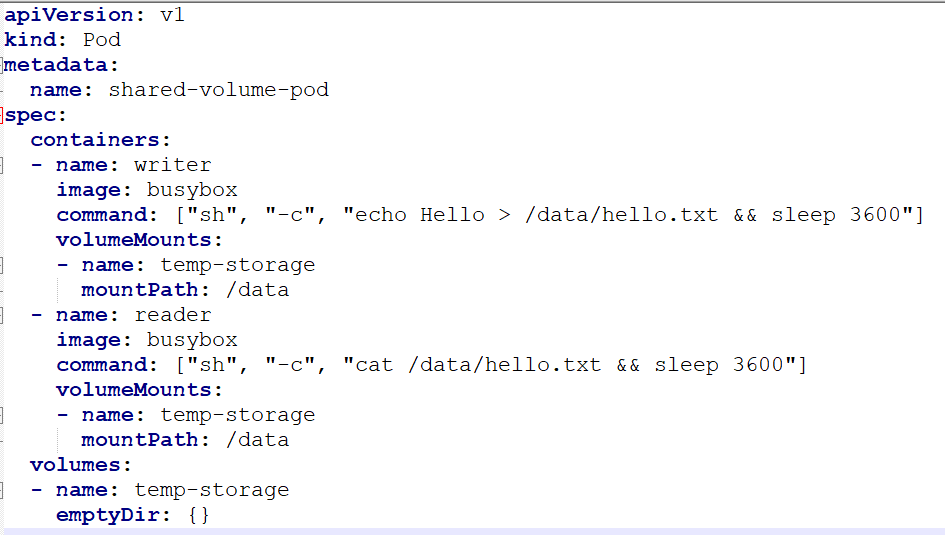 apiVersion: v1
kind: Pod
metadata:
  name: shared-volume-pod
spec:
  containers:
  - name: writer
    image: busybox
    command: ["sh", "-c", "echo Hello > /data/hello.txt && sleep 3600"]
    volumeMounts:
    - name: temp-storage
      mountPath: /data
  - name: reader
    image: busybox
    command: ["sh", "-c", "cat /data/hello.txt && sleep 3600"]
    volumeMounts:
    - name: temp-storage
      mountPath: /data
  volumes:
  - name: temp-storage
    emptyDir: {}